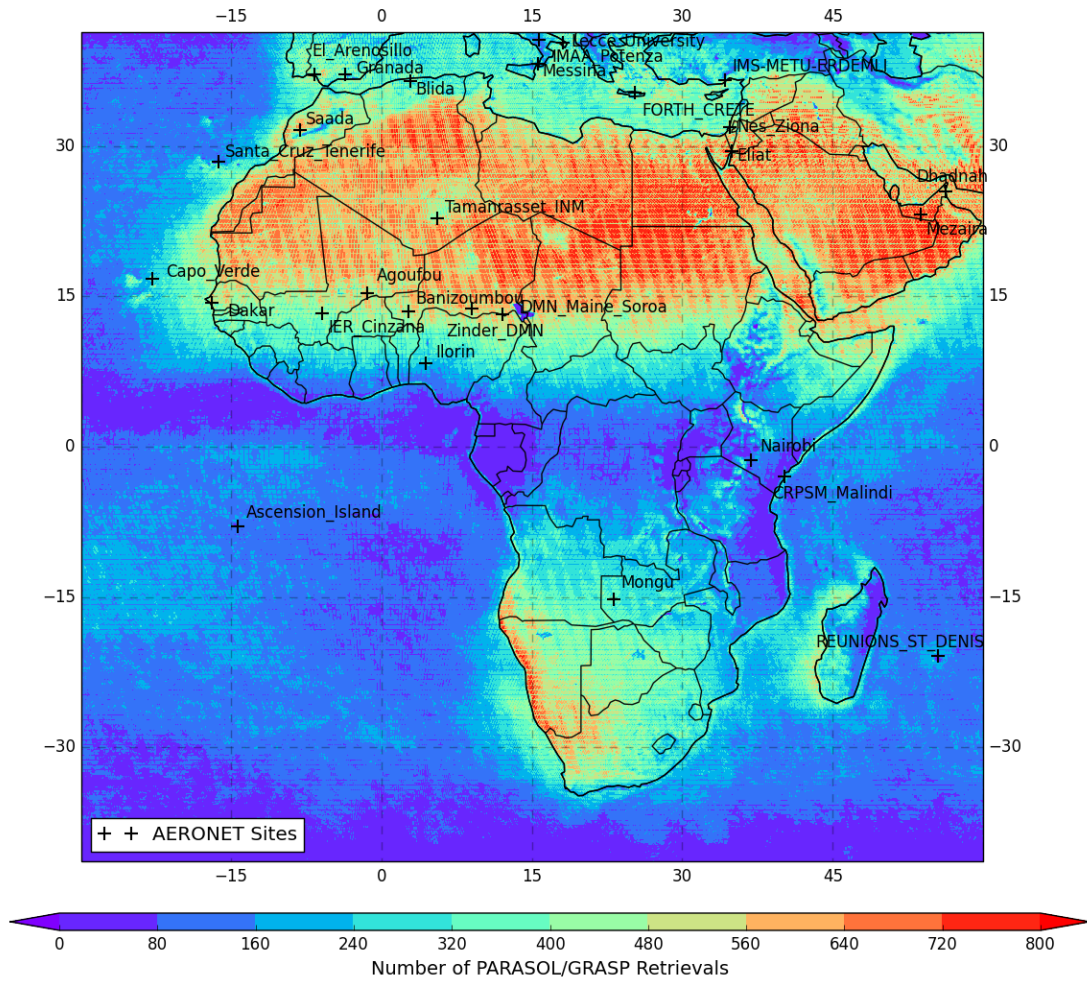 −15 0 15 30 45
Lecce_University
El_Arenosillo
IMAA_Potenza
Granada
Messina
IMS-METU-ERDEMLI
Blida
FORTH_CRETE
Saada
Nes_Ziona
30 30
Santa_Cruz_Tenerife
Eliat
Dhadnah
Tamanrasset_INM
Mezaira
Capo_Verde
Agoufou
15 15
Banizoumbou
DMN_Maine_Soroa
Dakar
IER_Cinzana
Zinder_DMN
Ilorin
0 0
Nairobi
CRPSM_Malindi
Ascension_Island
Mongu
−15 −15
REUNIONS_ST_DENIS
−30 −30
AERONET Sites
−15 0 15 30 45
0 80 160 240 320 400 480 560 640 720 800
Number of PARASOL/GRASP Retrievals